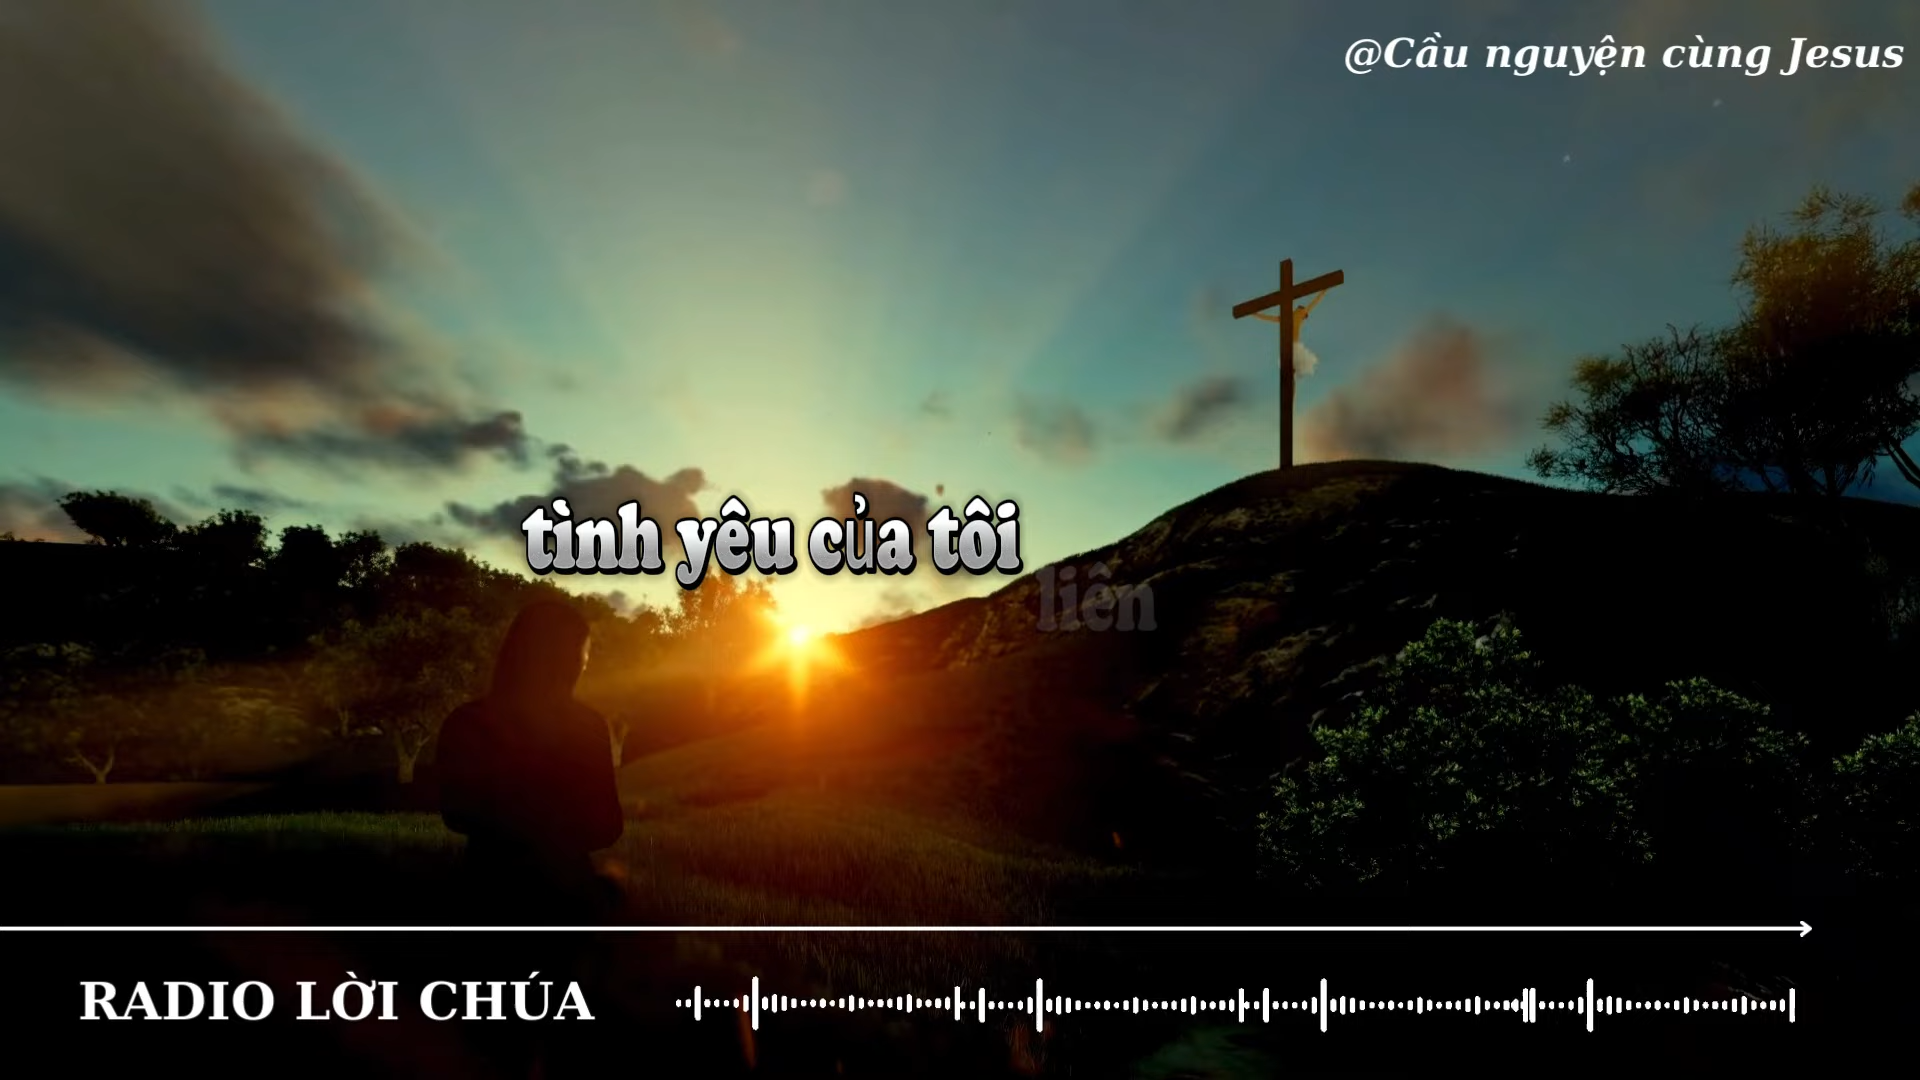 @Cầu nguyện cùng Jesus
tình yêu của tôi
liên
RADIO LỜI CHÚA